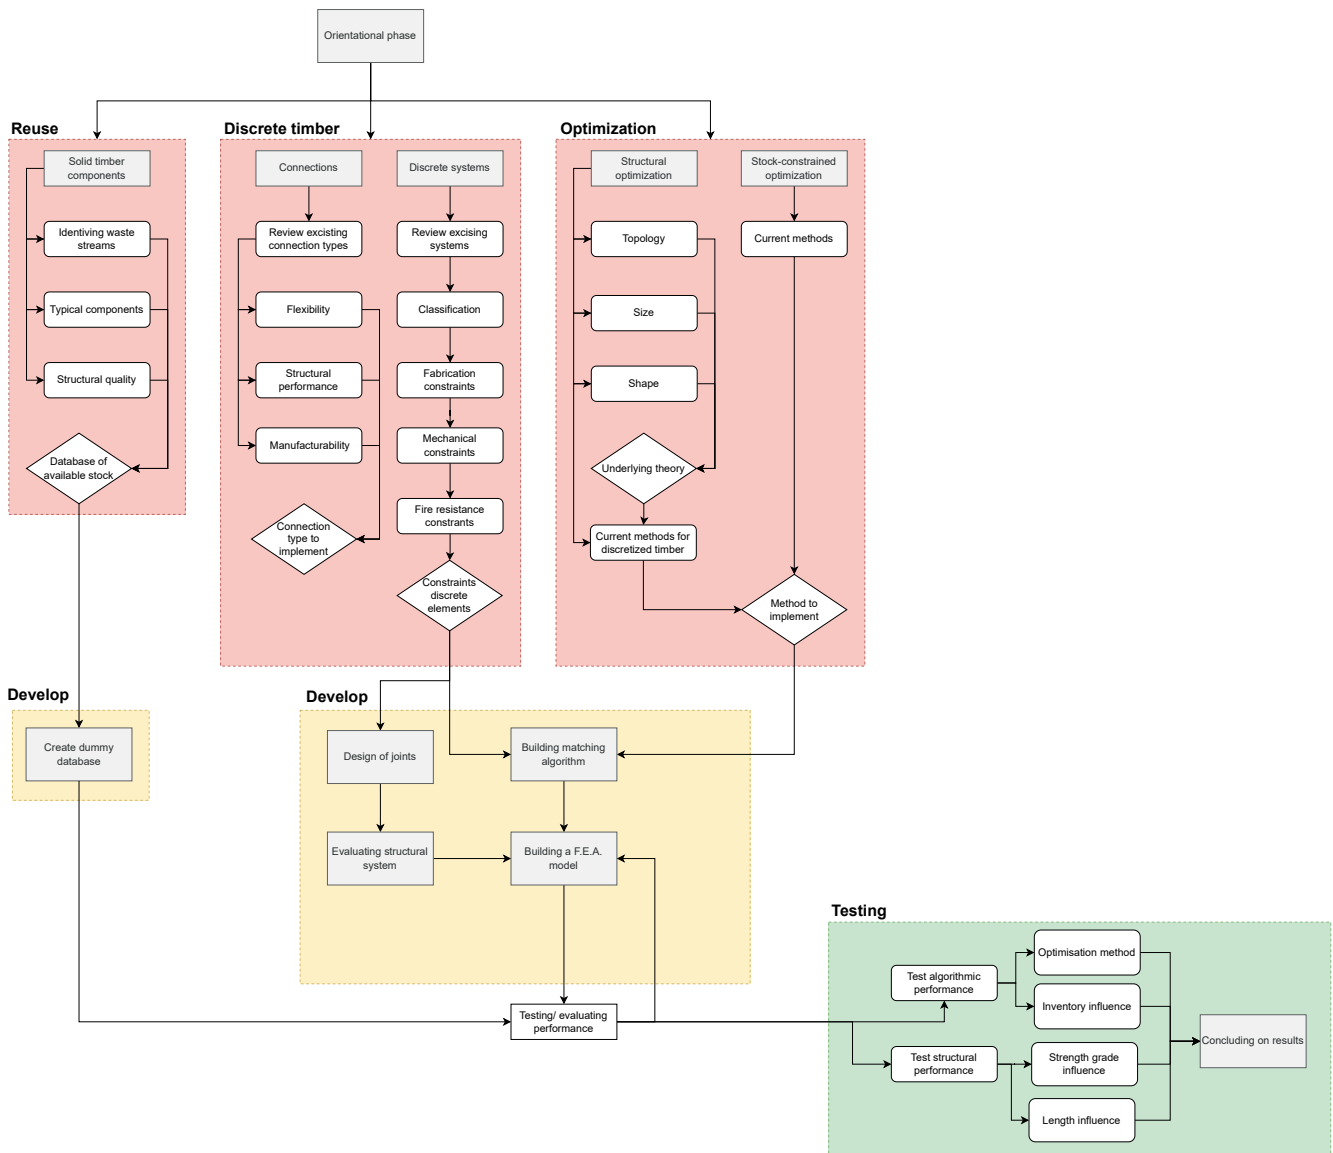 Orientational phase
Reuse
Solid timber
components
Identiving waste
streams
Typical components
Structural quality
Database of
available stock
Discrete timber
Connections
Review excisting
connection types
Flexibility
Structural
performance
Manufacturability
Connection
type to
implement
Discrete systems
Review excising
systems
Classification
Fabrication
constraints
Mechanical
constraints
Fire resistance
constrants
Constraints
discrete
elements
Optimization
Structural
optimization
Topology
Size
Shape
Underlying theory
Current methods for
discretized timber
Stock-constrained
optimization
Current methods
Method to
implement
Develop
Create dummy
database
Develop
Design of joints
Building matching
algorithm
Evaluating structural
system
Building a F.E.A.
model
Testing/ evaluating
performance
Testing
Test algorithmic
performance
Optimisation method
Inventory influence
Test structural
performance
Strength grade
influence
Length influence
Concluding on results